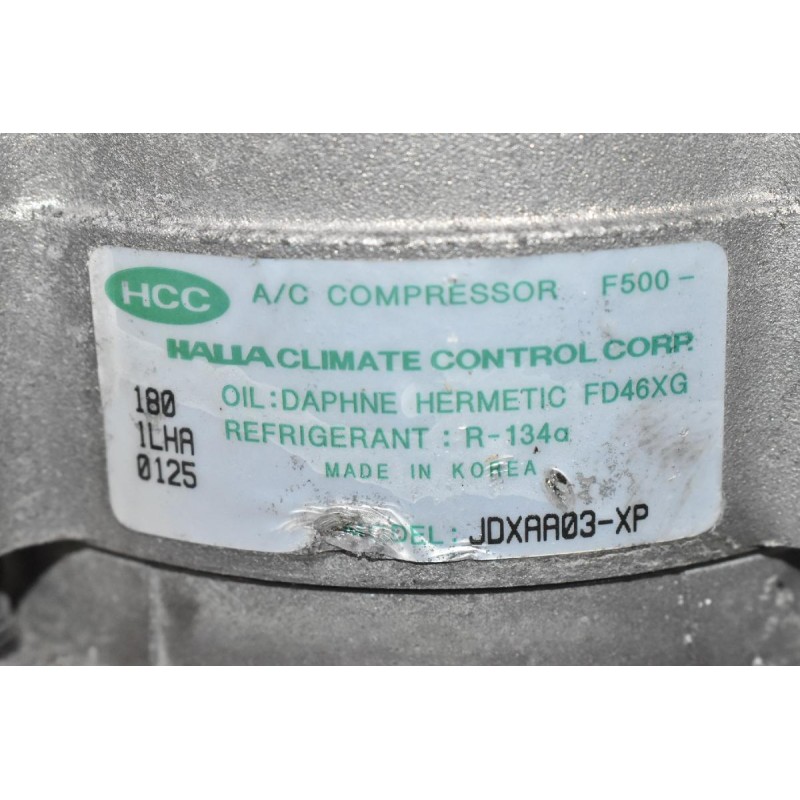 HCC A/C COMPRESSOR F500-
HALLA CLIMATE CONTROL CORP.
180 OIL:DAPHNE HERMETIC FD46XG
1LHA REFRIGERANT : R-134a
0125 MADE IN KOREA
JDXAA03-XP